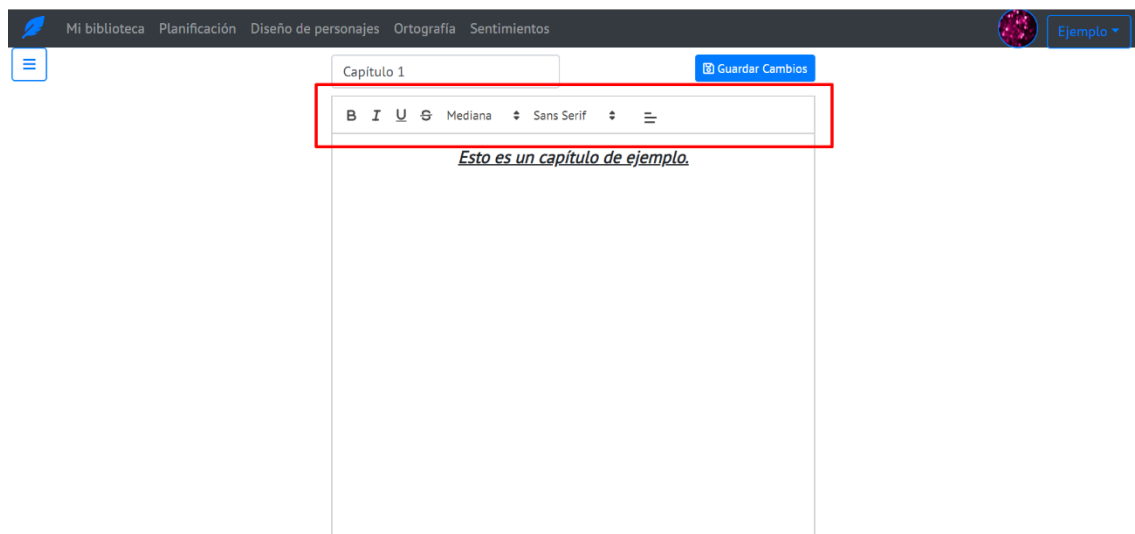 Mi biblioteca Planificación Diseño de personajes Ortografía Sentimientos Ejemplo
Capítulo 1 Guardar Cambios
B I U S Mediana Sans Serif
Esto es un capítulo de ejemplo.